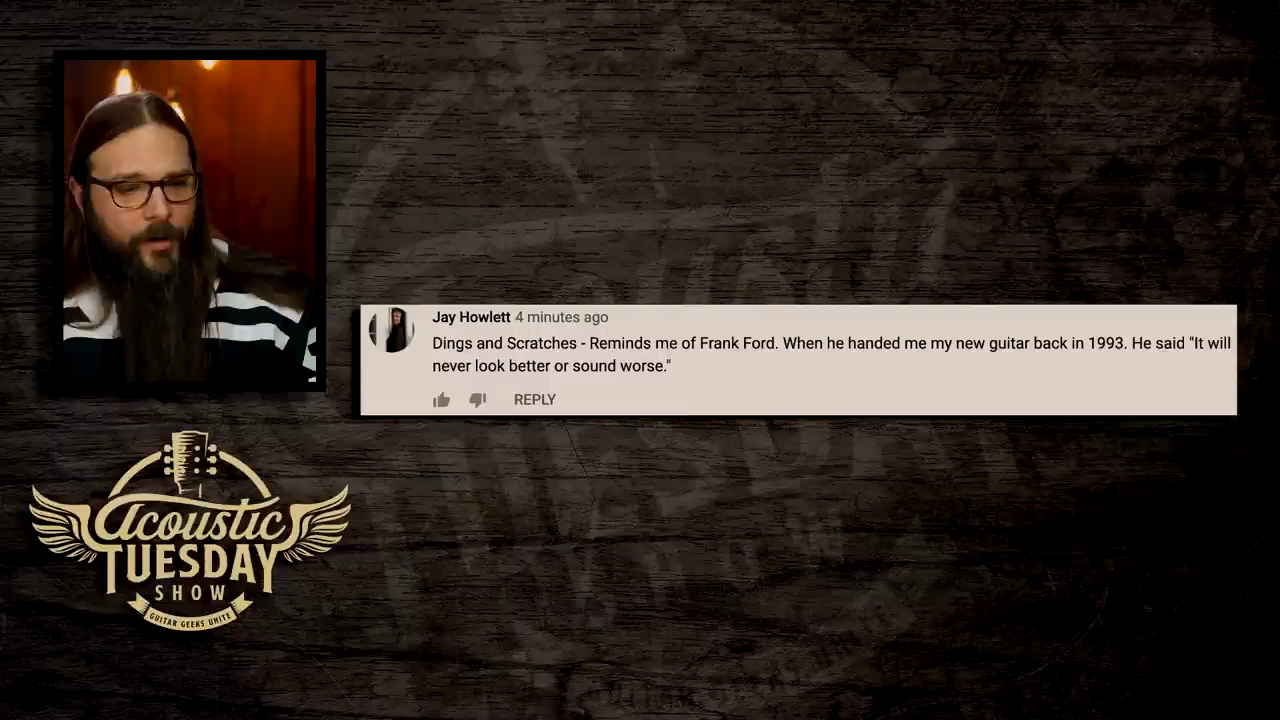 Jay Howlett 4 minutes ago
Dings and Scratches - Reminds me of Frank Ford. When he handed me my new guitar back in 1993. He said "It will
never look better or sound worse."
REPLY
Acoustic
TUESDAY
SHOW
GUITAR GEEKS UNITE